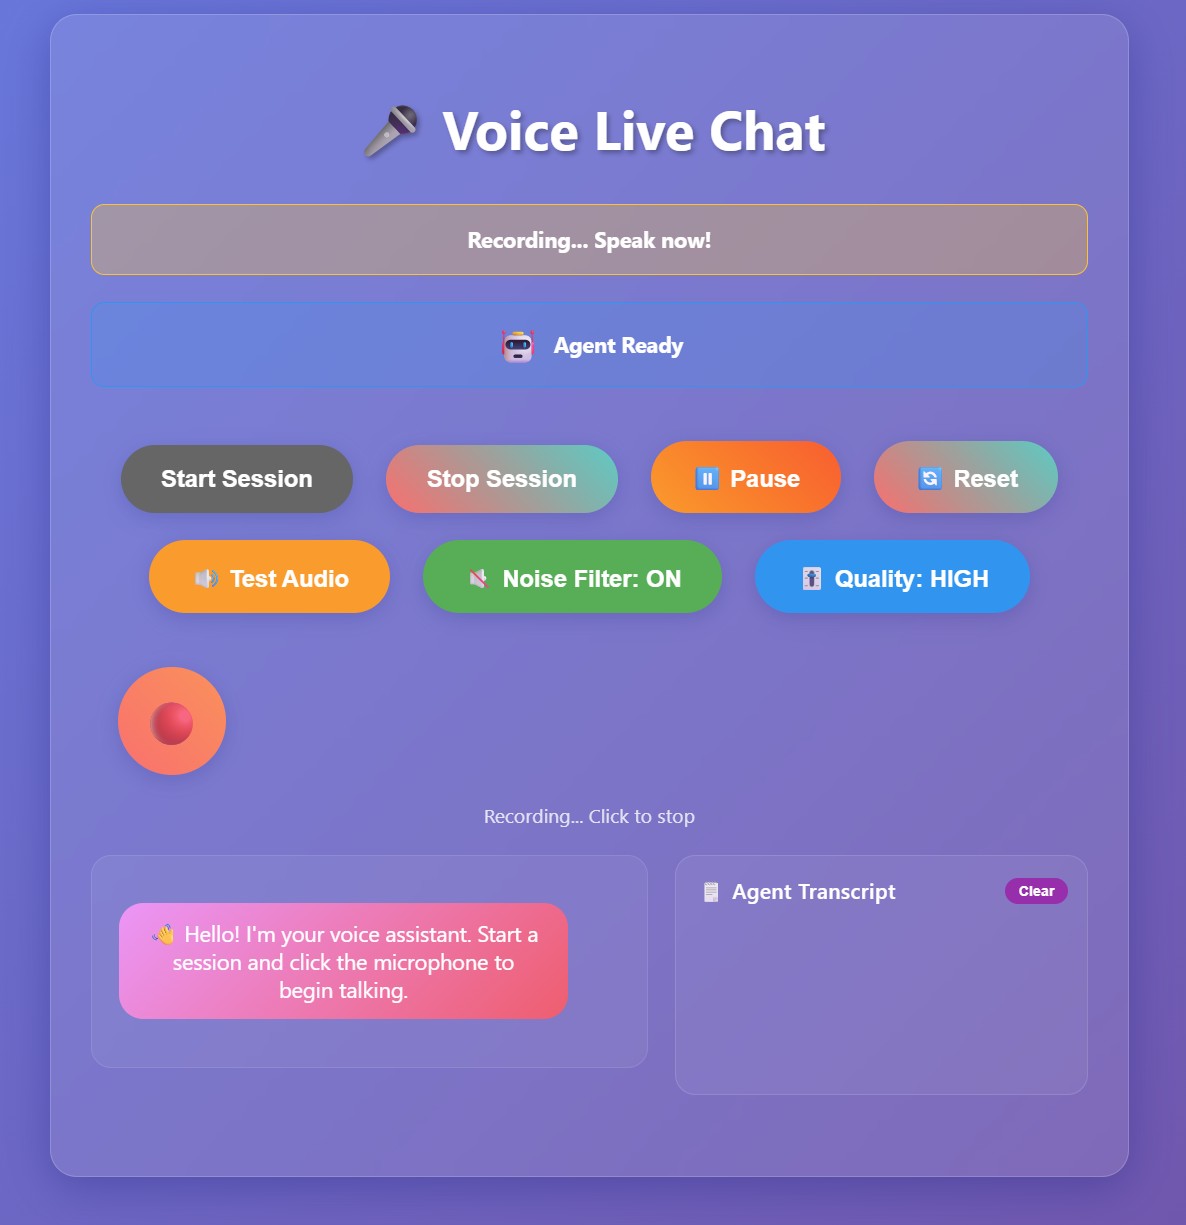 Voice Live Chat
Recording... Speak now!
Agent Ready
Start Session
Stop Session
Pause
Reset
Test Audio
Noise Filter: ON
Quality: HIGH
Recording... Click to stop
👋 Hello! I'm your voice assistant. Start a
session and click the microphone to
begin talking.
Agent Transcript
Clear